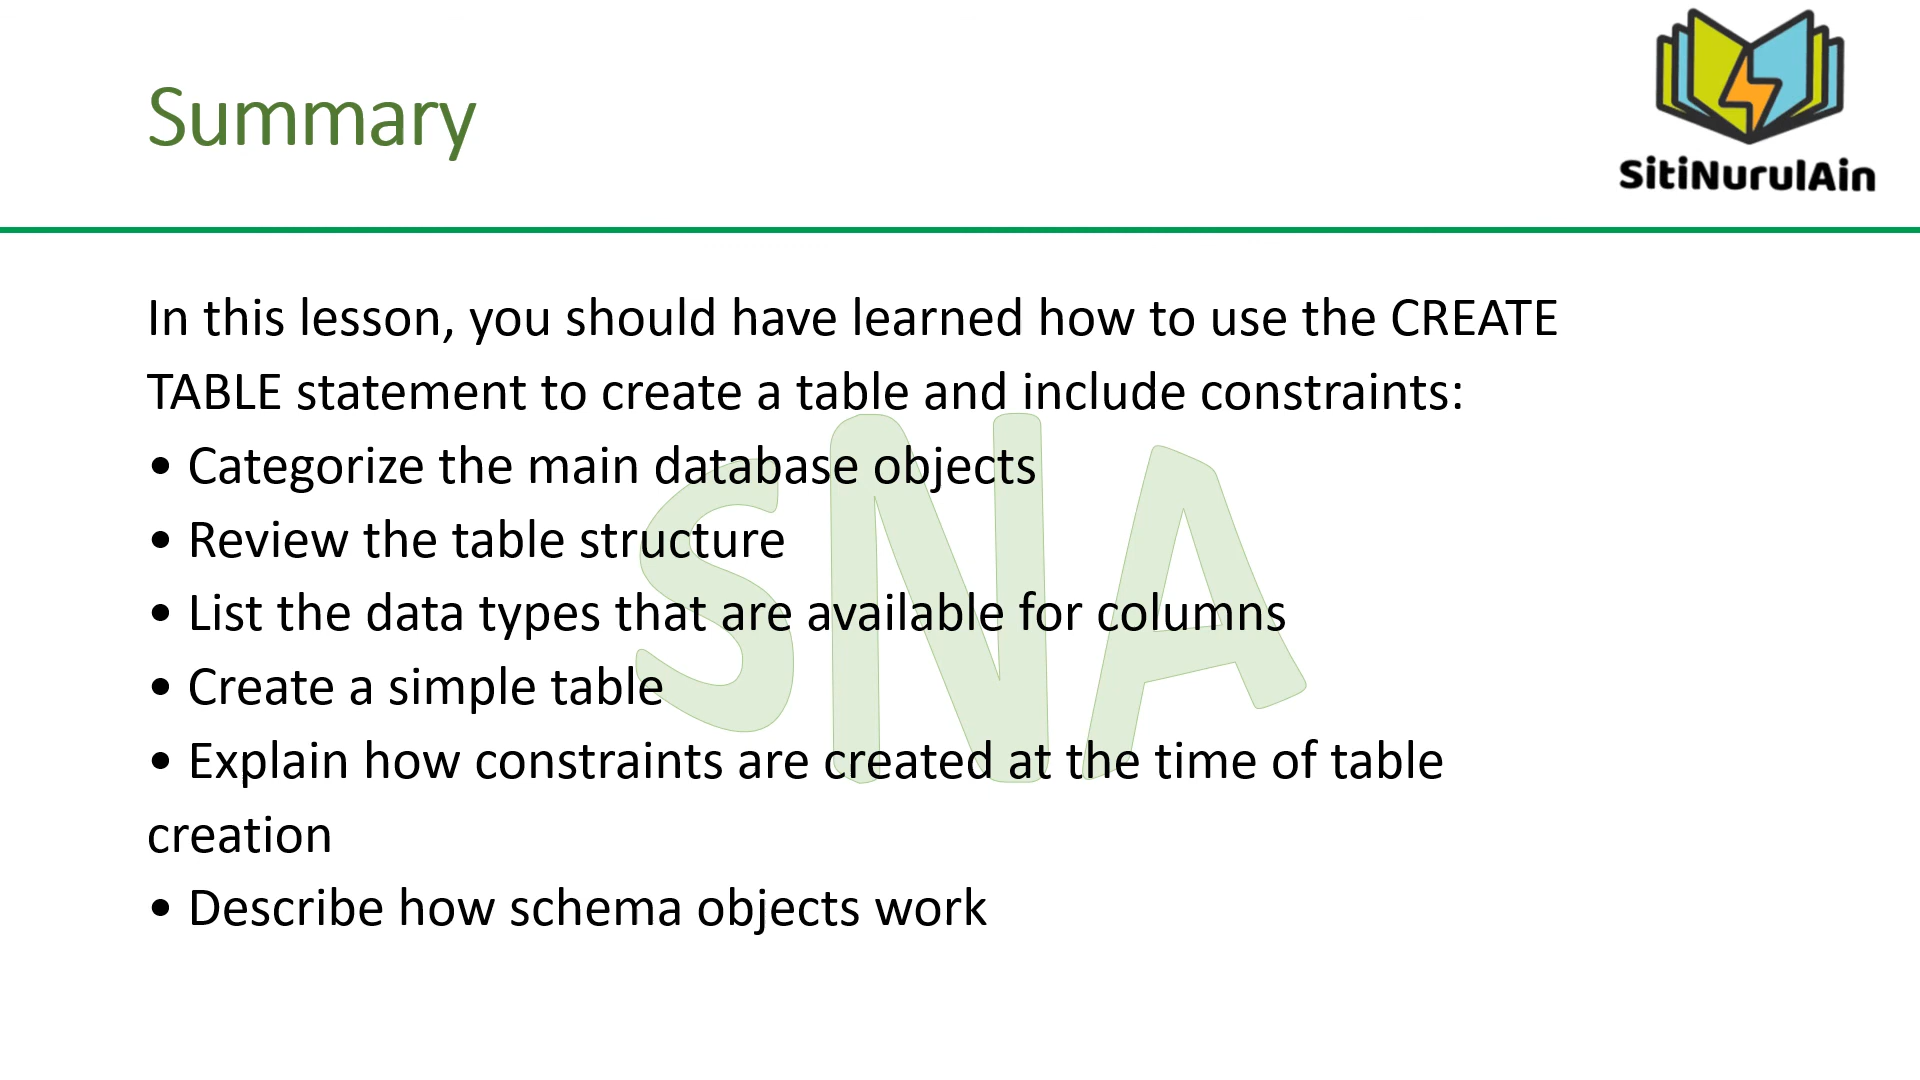 Summary
SitiNurulAin
In this lesson, you should have learned how to use the CREATE
TABLE statement to create a table and include constraints:
• Categorize the main database objects
• Review the table structure
• List the data types that are available for columns
• Create a simple table
• Explain how constraints are created at the time of table
creation
• Describe how schema objects work
SNA